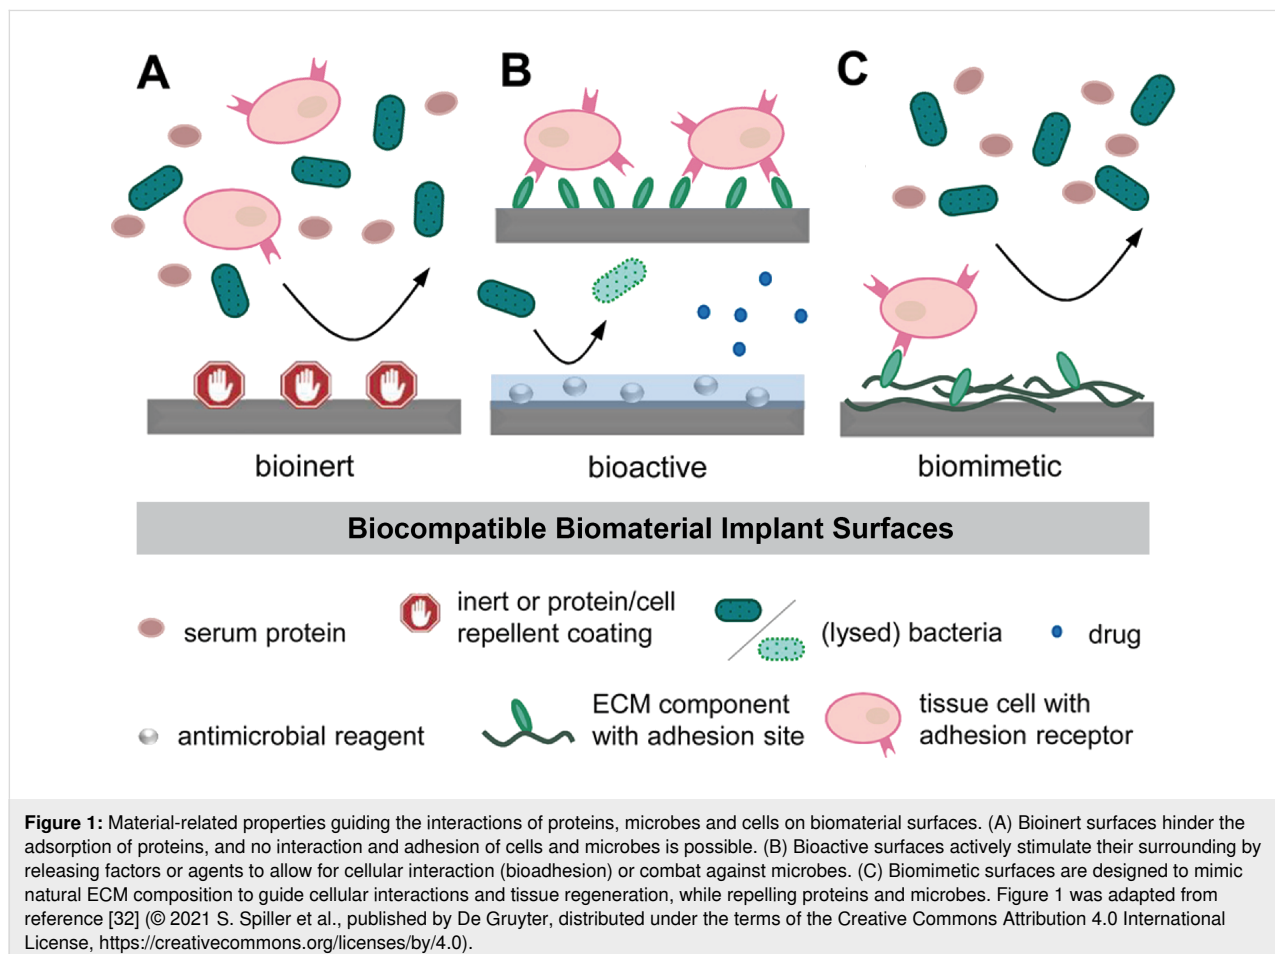 A
B
C
bioinert
bioactive
biomimetic
Biocompatible Biomaterial Implant Surfaces
serum protein
inert or protein/cell
repellent coating
(lysed) bacteria
drug
antimicrobial reagent
ECM component
with adhesion site
tissue cell with
adhesion receptor
Figure 1: Material-related properties guiding the interactions of proteins, microbes and cells on biomaterial surfaces. (A) Bioinert surfaces hinder the
adsorption of proteins, and no interaction and adhesion of cells and microbes is possible. (B) Bioactive surfaces actively stimulate their surrounding by
releasing factors or agents to allow for cellular interaction (bioadhesion) or combat against microbes. (C) Biomimetic surfaces are designed to mimic
natural ECM composition to guide cellular interactions and tissue regeneration, while repelling proteins and microbes. Figure 1 was adapted from
reference [32] (© 2021 S. Spiller et al., published by De Gruyter, distributed under the terms of the Creative Commons Attribution 4.0 International
License, https://creativecommons.org/licenses/by/4.0).